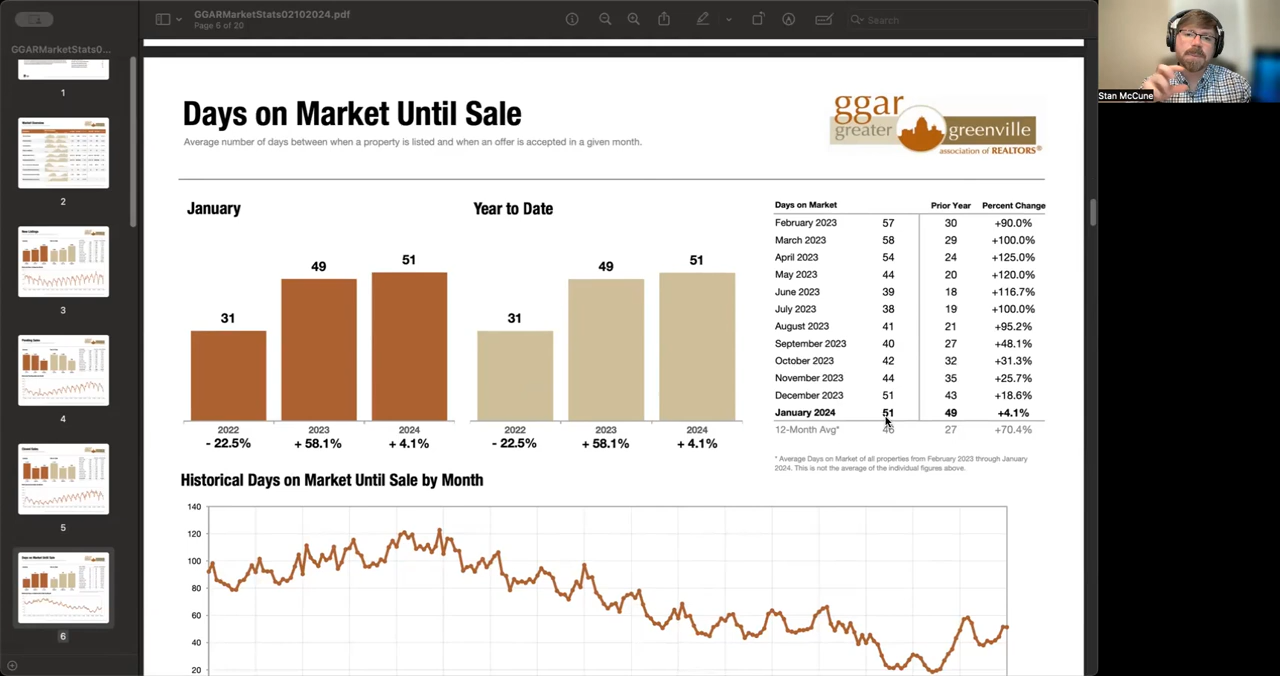 GGARMarketStats02102024.pdf
Page 6 of 20
Search
GGARMarketStats0...
1
2
3
4
5
6
Stan McCune
Days on Market Until Sale
Average number of days between when a property is listed and when an offer is accepted in a given month.
ggar
greater greenville
association of REALTORS®
January
31
49
51
2022 2023 2024
- 22.5% + 58.1% + 4.1%
Year to Date
31
49
51
2022 2023 2024
- 22.5% + 58.1% + 4.1%
Days on Market Prior Year Percent Change
February 2023 57 30 +90.0%
March 2023 58 29 +100.0%
April 2023 54 24 +125.0%
May 2023 44 20 +120.0%
June 2023 39 18 +116.7%
July 2023 38 19 +100.0%
August 2023 41 21 +95.2%
September 2023 40 27 +48.1%
October 2023 42 32 +31.3%
November 2023 44 35 +25.7%
December 2023 51 43 +18.6%
January 2024 51 49 +4.1%
12-Month Avg* 46 27 +70.4%
* Average Days on Market of all properties from February 2023 through January
2024. This is not the average of the individual figures above.
Historical Days on Market Until Sale by Month
140
120
100
80
60
40
20